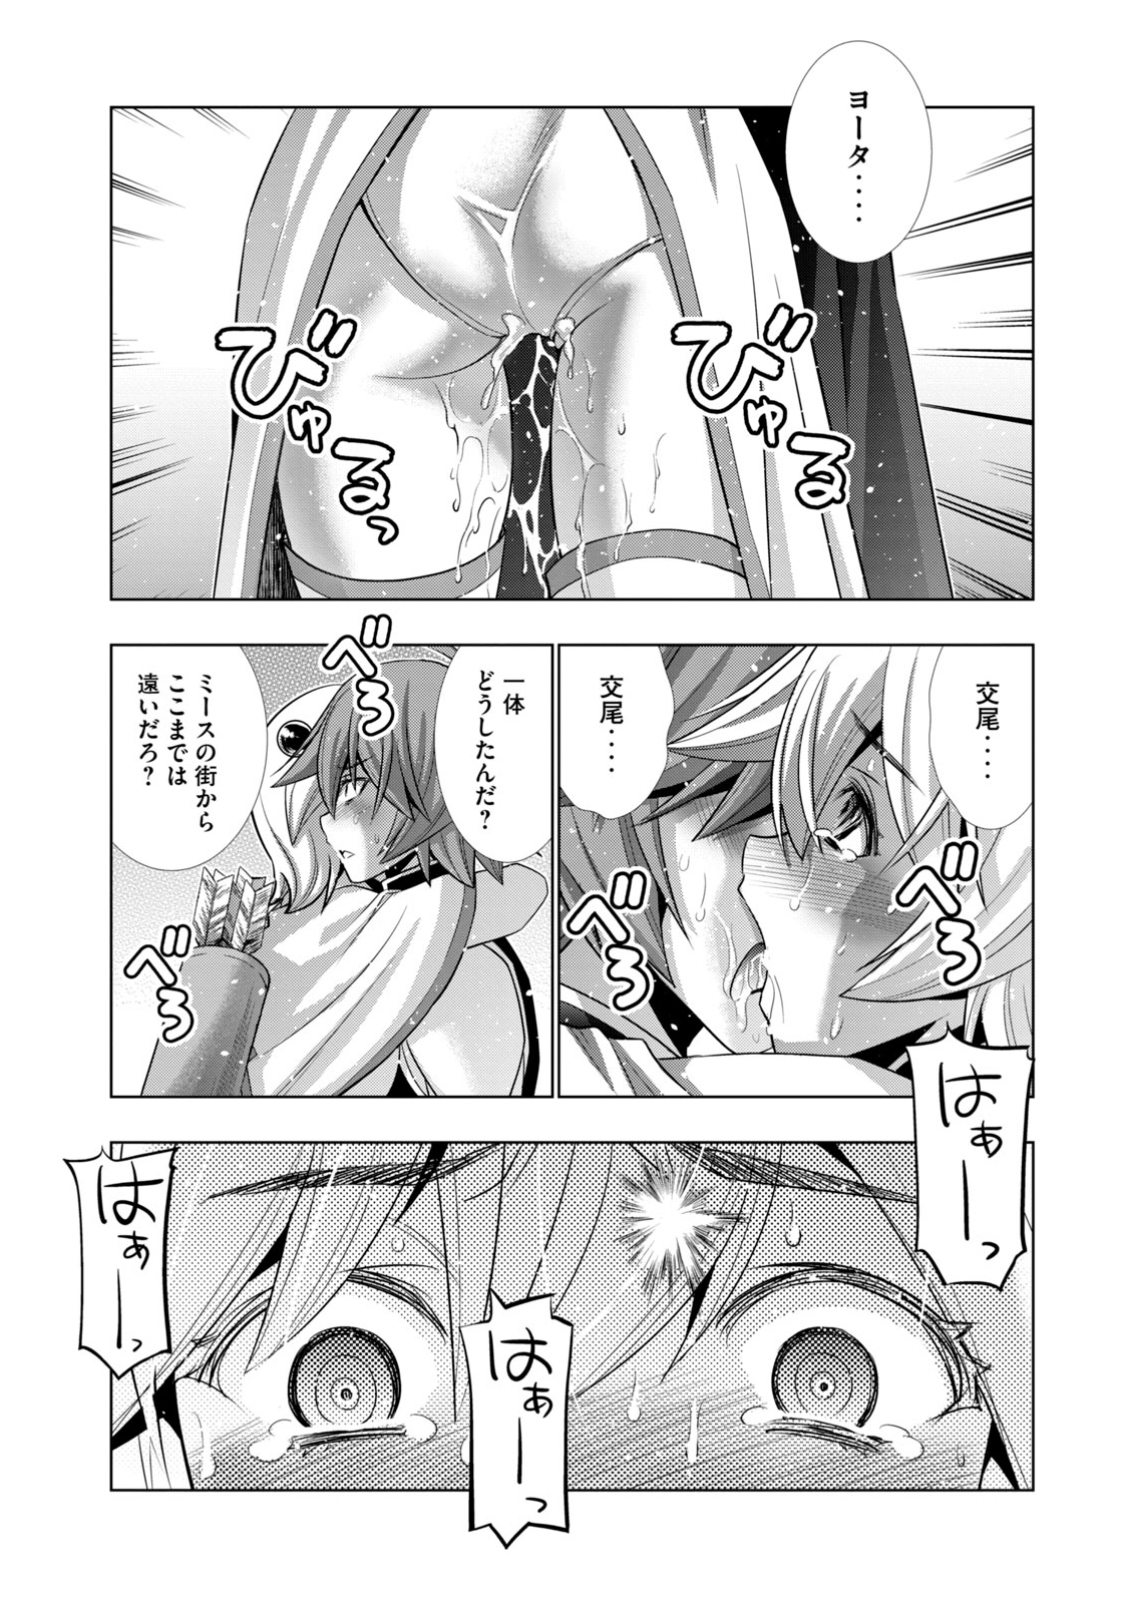 ヨータ‥‥
びゅるっ
びゅるっ
交尾‥‥
交尾‥‥
べろ
べろ
一体
どうしたんだ？
ミースの街から
ここまでは
遠いだろ？
べろ
べろ
はぁーっ
はぁーっ
はぁーっ